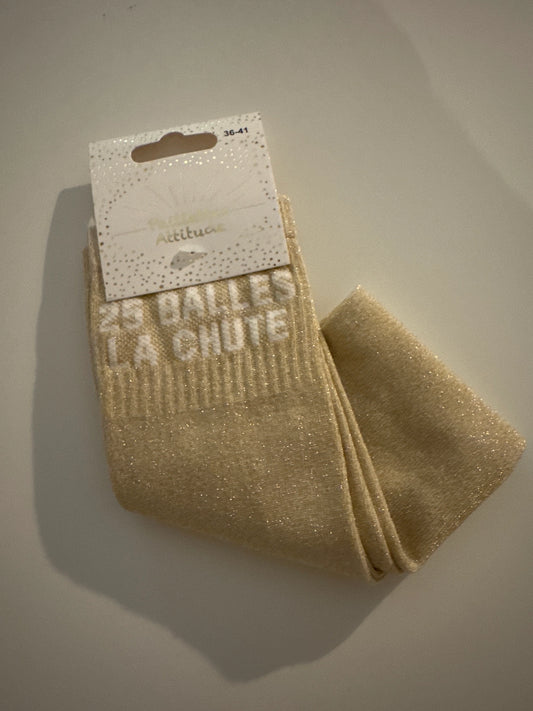 36-41
Attitude
25 BALLES
LA CHUTE